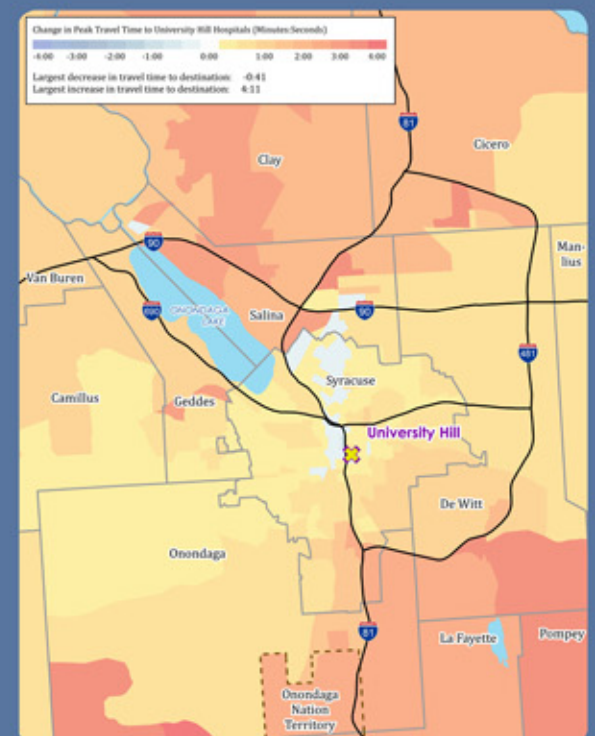 Change in Peak Travel Time to University Hill Hospitals (Minutes:Seconds)
-4:00 -3:00 -2:00 -1:00 0:00 1:00 2:00 3:00 4:00
Largest decrease in travel time to destination: -0:41
Largest increase in travel time to destination: 4:11
81
Cicero
Clay
90
Man-
lius
Van Buren
690
ONONDAGA
LAKE
Salina
90
481
Syracuse
Camillus
Geddes
University Hill
De Witt
Onondaga
81
La Fayette
Pompey
Onondaga
Nation
Territory